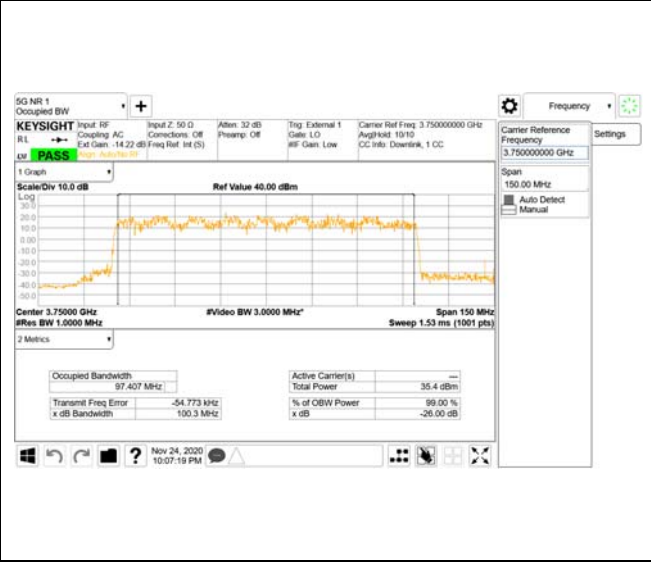 5G NR 1
Occupied BW
Frequency
KEYSIGHT
R L
PASS
Input: RF
Coupling: AC
Ext Gain: -14.22 dB
Align: Auto/No RF
Input Z: 50 Ω
Corrections: Off
Freq Ref: Int (S)
Atten: 32 dB
Preamp: Off
Trig: External 1
Gate: LO
#IF Gain: Low
Carrier Ref Freq: 3.750000000 GHz
Avg|Hold: 10/10
CC Info: Downlink, 1 CC
Carrier Reference
Frequency
3.750000000 GHz
Settings
Span
150.00 MHz
Auto Detect
Manual
1 Graph
Scale/Div 10.0 dB
Ref Value 40.00 dBm
Log
30.0
20.0
10.0
0.00
-10.0
-20.0
-30.0
-40.0
-50.0
Center 3.75000 GHz
#Video BW 3.0000 MHz*
Span 150 MHz
#Res BW 1.0000 MHz
Sweep 1.53 ms (1001 pts)
2 Metrics
Occupied Bandwidth
97.407 MHz
Active Carrier(s)
---
Total Power
35.4 dBm
Transmit Freq Error
-54.773 kHz
% of OBW Power
99.00 %
x dB Bandwidth
100.3 MHz
x dB
-26.00 dB
?
Nov 24, 2020
10:07:19 PM